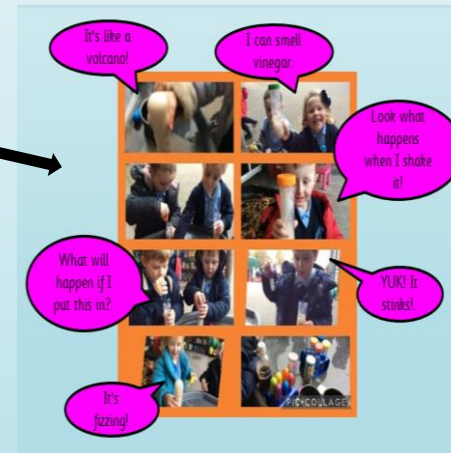 It's like a
volcano!
I can smell
vinegar.
Look what
happens
when I shake
it!
What will
happen if I
put this in?.
YUK! It
stinks!.
It's
fizzing!
PIC•COLLAGE